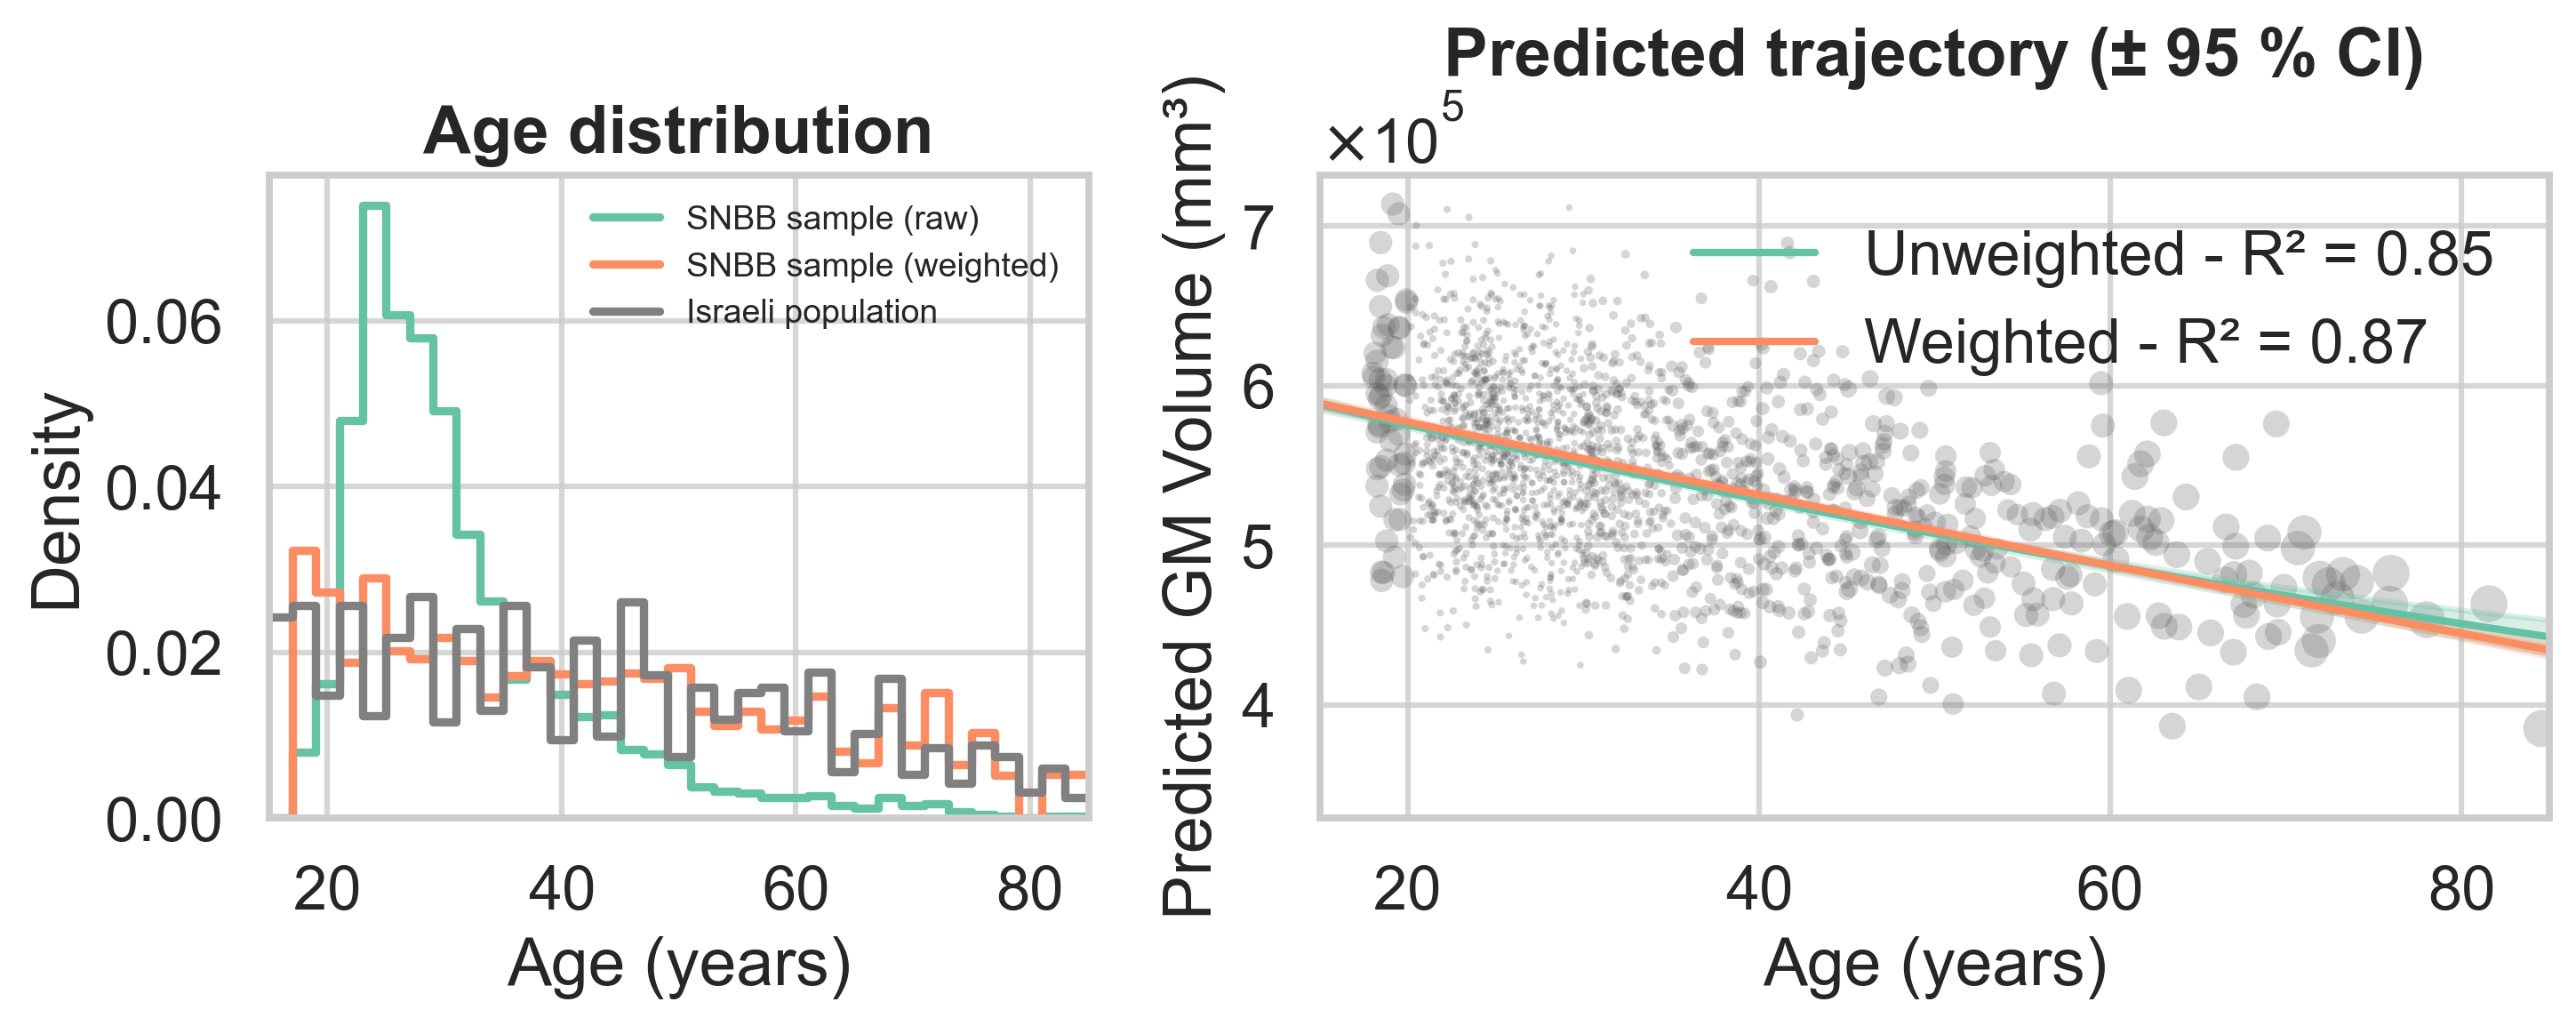 Age distribution
SNBB sample (raw)
SNBB sample (weighted)
Israeli population
Density
0.06
0.04
0.02
0.00
20 40 60 80
Age (years)
Predicted trajectory (± 95 % CI)
×10⁵
Unweighted - R² = 0.85
Weighted - R² = 0.87
Predicted GM Volume (mm³)
7
6
5
4
20 40 60 80
Age (years)